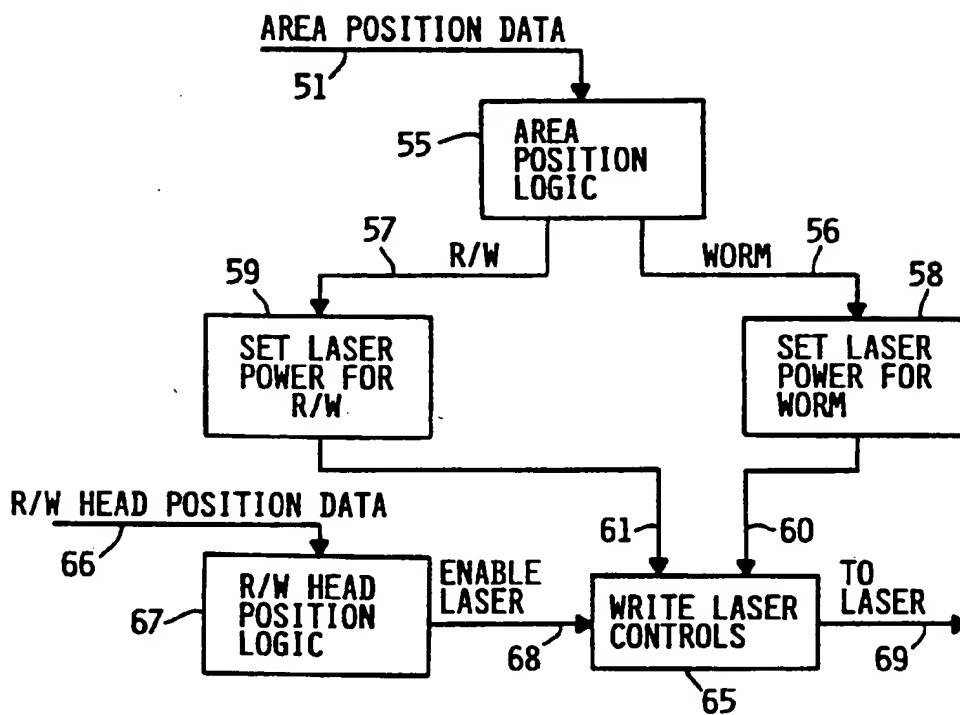 AREA POSITION DATA
51
55
AREA
POSITION
LOGIC
57
R/W
WORM
56
59
58
SET LASER
POWER FOR
R/W
SET LASER
POWER FOR
WORM
R/W HEAD POSITION DATA
66
61
60
67
R/W HEAD
POSITION
LOGIC
ENABLE
LASER
68
WRITE LASER
CONTROLS
65
TO
LASER
69